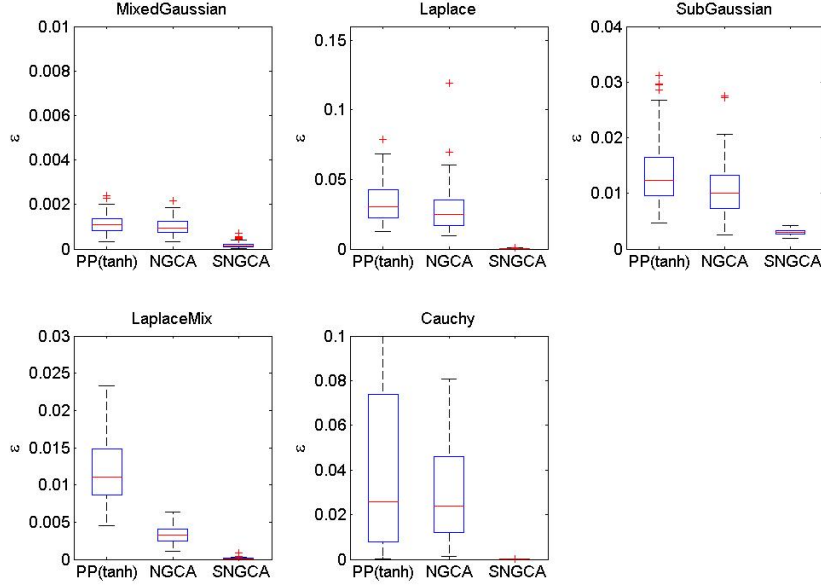 MixedGaussian
0.01
0.008
0.006
0.004
0.002
0
ε
PP(tanh) NGCA SNGCA
Laplace
0.15
0.1
0.05
0
ε
PP(tanh) NGCA SNGCA
SubGaussian
0.04
0.03
0.02
0.01
0
ε
PP(tanh) NGCA SNGCA
LaplaceMix
0.03
0.025
0.02
0.015
0.01
0.005
0
ε
PP(tanh) NGCA SNGCA
Cauchy
0.1
0.08
0.06
0.04
0.02
0
ε
PP(tanh) NGCA SNGCA